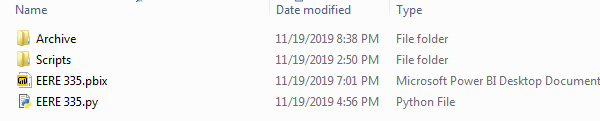 Name Date modified Type
Archive 11/19/2019 8:38 PM File folder
Scripts 11/19/2019 2:50 PM File folder
EERE 335.pbix 11/19/2019 7:01 PM Microsoft Power BI Desktop Document
EERE 335.py 11/19/2019 4:56 PM Python File